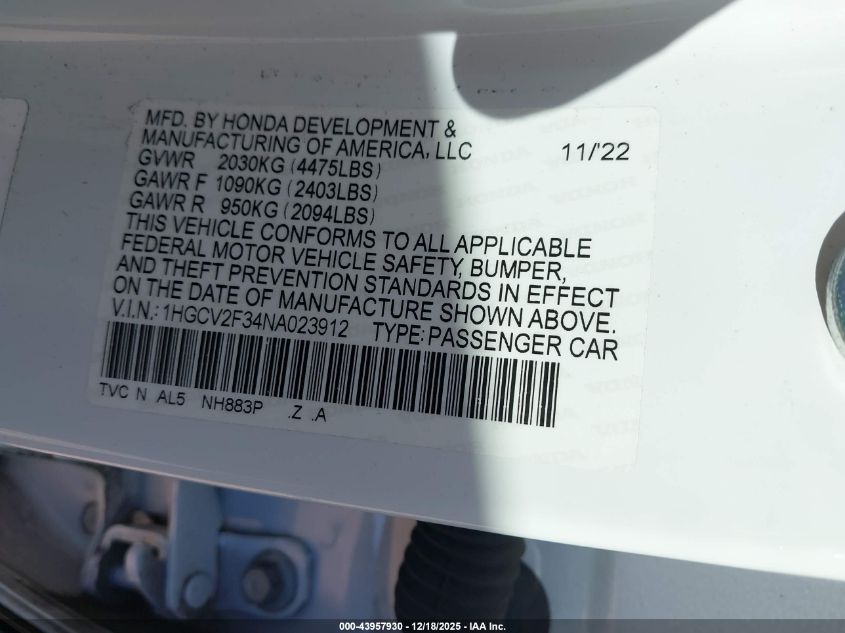 MFD. BY HONDA DEVELOPMENT &
MANUFACTURING OF AMERICA, LLC 11/'22
GVWR 2030KG (4475LBS)
GAWR F 1090KG (2403LBS)
GAWR R 950KG (2094LBS)
THIS VEHICLE CONFORMS TO ALL APPLICABLE
FEDERAL MOTOR VEHICLE SAFETY, BUMPER,
AND THEFT PREVENTION STANDARDS IN EFFECT
ON THE DATE OF MANUFACTURE SHOWN ABOVE.
V.I.N.: 1HGCV2F34NA023912 TYPE: PASSENGER CAR
TVC N AL5 NH883P .Z .A
000-43957930 - 12/18/2025 - IAA Inc.